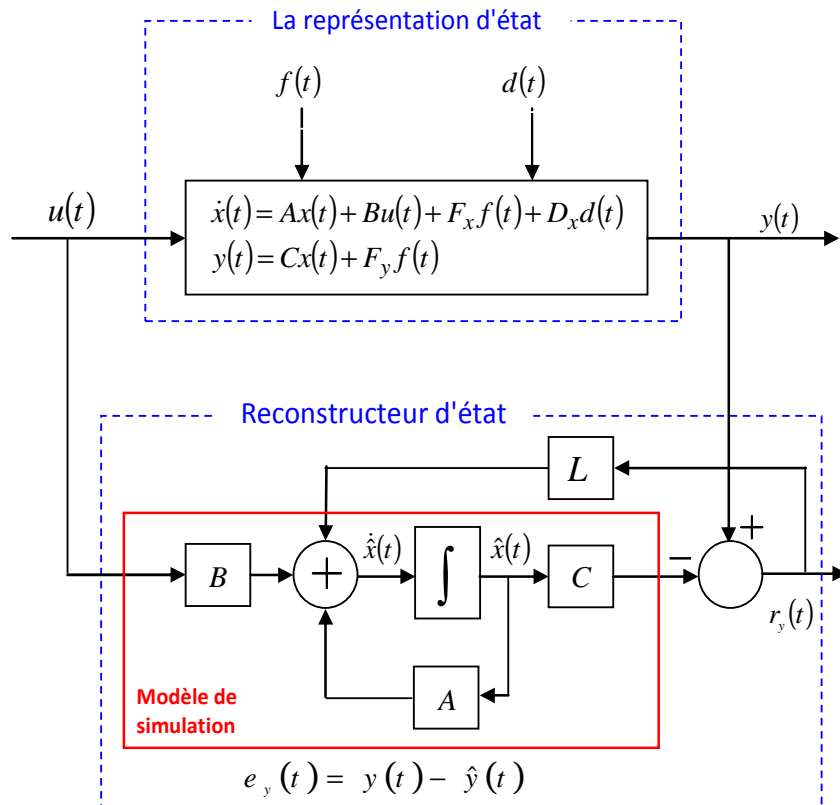 La représentation d'état
f(t)
d(t)
u(t)
ẋ(t) = Ax(t) + Bu(t) + F_x f(t) + D_x d(t)
y(t) = Cx(t) + F_y f(t)
y(t)
Reconstructeur d'état
L
+
B
+
x̂̇(t)
∫
x̂(t)
C
−
r_y(t)
A
Modèle de
simulation
e_y(t) = y(t) − ŷ(t)